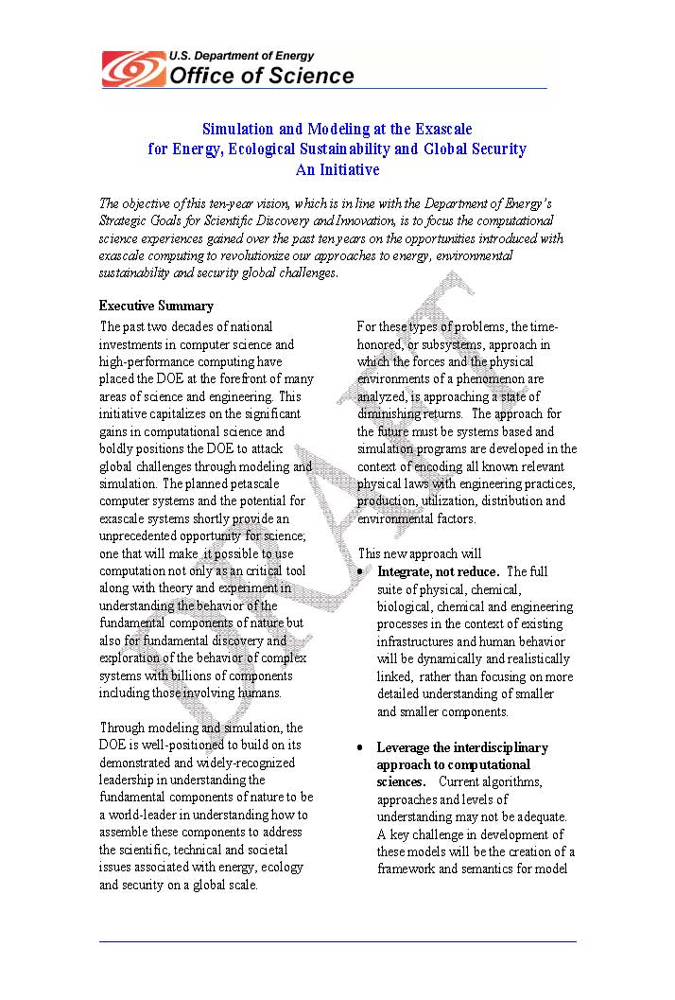 U.S. Department of Energy
Office of Science
Simulation and Modeling at the Exascale
for Energy, Ecological Sustainability and Global Security
An Initiative
The objective of this ten-year vision, which is in line with the Department of Energy's
Strategic Goals for Scientific Discovery and Innovation, is to focus the computational
science experiences gained over the past ten years on the opportunities introduced with
exascale computing to revolutionize our approaches to energy, environmental
sustainability and security global challenges.
Executive Summary
The past two decades of national
investments in computer science and
high-performance computing have
placed the DOE at the forefront of many
areas of science and engineering. This
initiative capitalizes on the significant
gains in computational science and
boldly positions the DOE to attack
global challenges through modeling and
simulation. The planned petascale
computer systems and the potential for
exascale systems shortly provide an
unprecedented opportunity for science;
one that will make it possible to use
computation not only as an critical tool
along with theory and experiment in
understanding the behavior of the
fundamental components of nature but
also for fundamental discovery and
exploration of the behavior of complex
systems with billions of components
including those involving humans.
Through modeling and simulation, the
DOE is well-positioned to build on its
demonstrated and widely-recognized
leadership in understanding the
fundamental components of nature to be
a world-leader in understanding how to
assemble these components to address
the scientific, technical and societal
issues associated with energy, ecology
and security on a global scale.
For these types of problems, the time-
honored, or subsystems, approach in
which the forces and the physical
environments of a phenomenon are
analyzed, is approaching a state of
diminishing returns. The approach for
the future must be systems based and
simulation programs are developed in the
context of encoding all known relevant
physical laws with engineering practices,
production, utilization, distribution and
environmental factors.
This new approach will
• Integrate, not reduce. The full
suite of physical, chemical,
biological, chemical and engineering
processes in the context of existing
infrastructures and human behavior
will be dynamically and realistically
linked, rather than focusing on more
detailed understanding of smaller
and smaller components.
• Leverage the interdisciplinary
approach to computational
sciences. Current algorithms,
approaches and levels of
understanding may not be adequate.
A key challenge in development of
these models will be the creation of a
framework and semantics for model
DRAFT